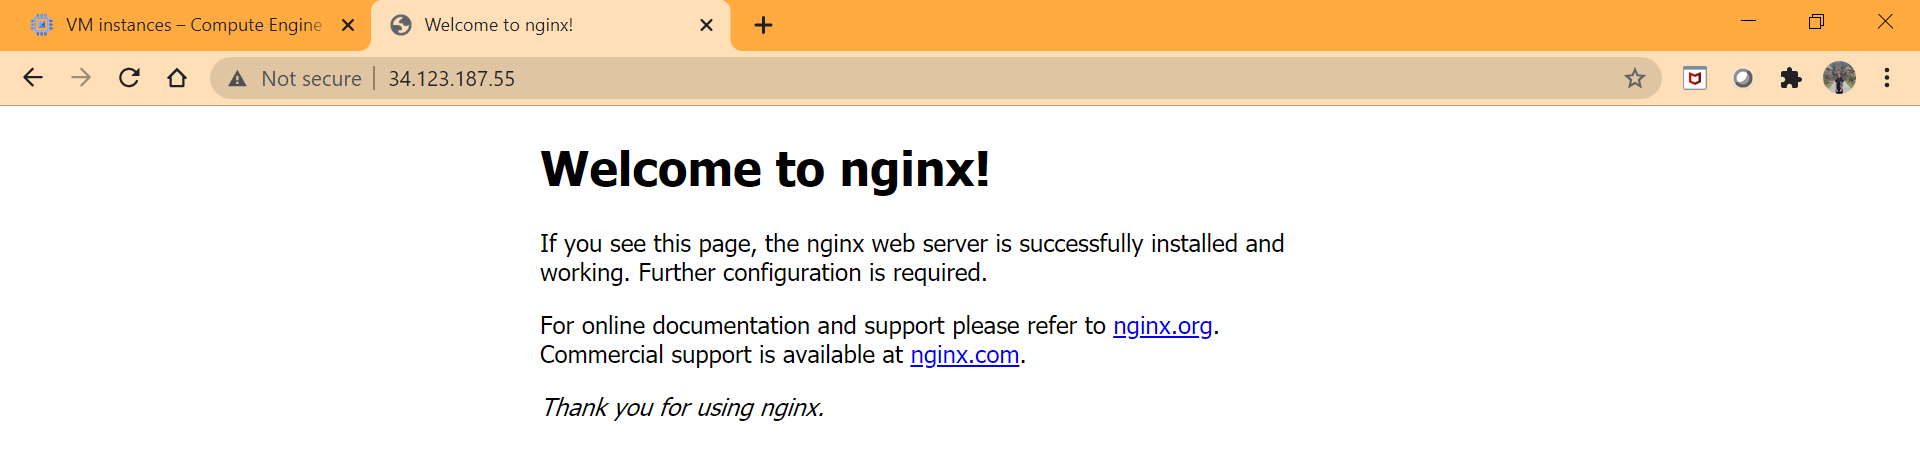 VM instances – Compute Engine
Welcome to nginx!
Not secure
34.123.187.55
Welcome to nginx!
If you see this page, the nginx web server is successfully installed and
working. Further configuration is required.
For online documentation and support please refer to nginx.org.
Commercial support is available at nginx.com.
Thank you for using nginx.